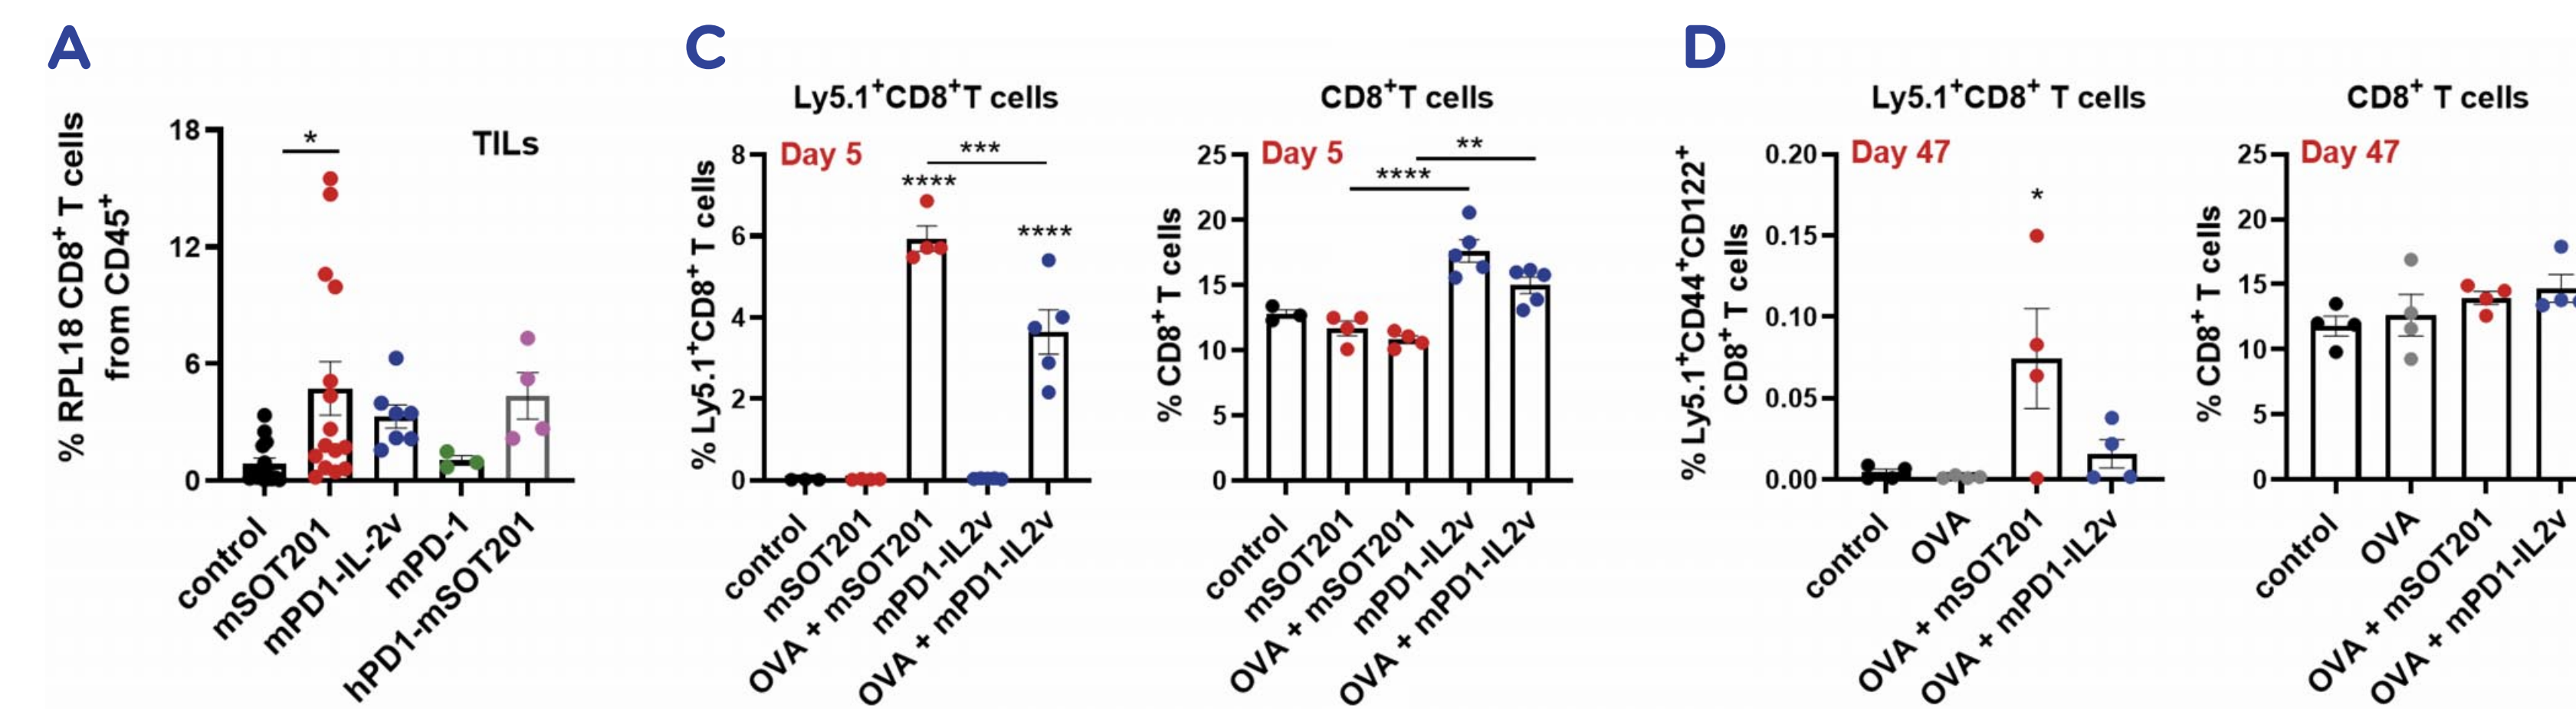 A
% RPL18 CD8+ T cells
from CD45+
18
12
6
0
*
TILs
control
mSOT201
mPD1-IL-2v
mPD-1
hPD1-mSOT201
C
Ly5.1+CD8+T cells
Day 5
% Ly5.1+CD8+ T cells
8
6
4
2
0
***
****
****
control
mSOT201
OVA + mSOT201
mPD1-IL2v
OVA + mPD1-IL2v
CD8+T cells
Day 5
% CD8+T cells
25
20
15
10
5
0
**
****
control
mSOT201
OVA + mSOT201
mPD1-IL2v
OVA + mPD1-IL2v
D
Ly5.1+CD8+ T cells
Day 47
% Ly5.1+CD44+CD122+
CD8+ T cells
0.20
0.15
0.10
0.05
0.00
*
control
OVA
OVA + mSOT201
OVA + mPD1-IL2v
CD8+ T cells
Day 47
% CD8+T cells
25
20
15
10
5
0
control
OVA
OVA + mSOT201
OVA + mPD1-IL2v